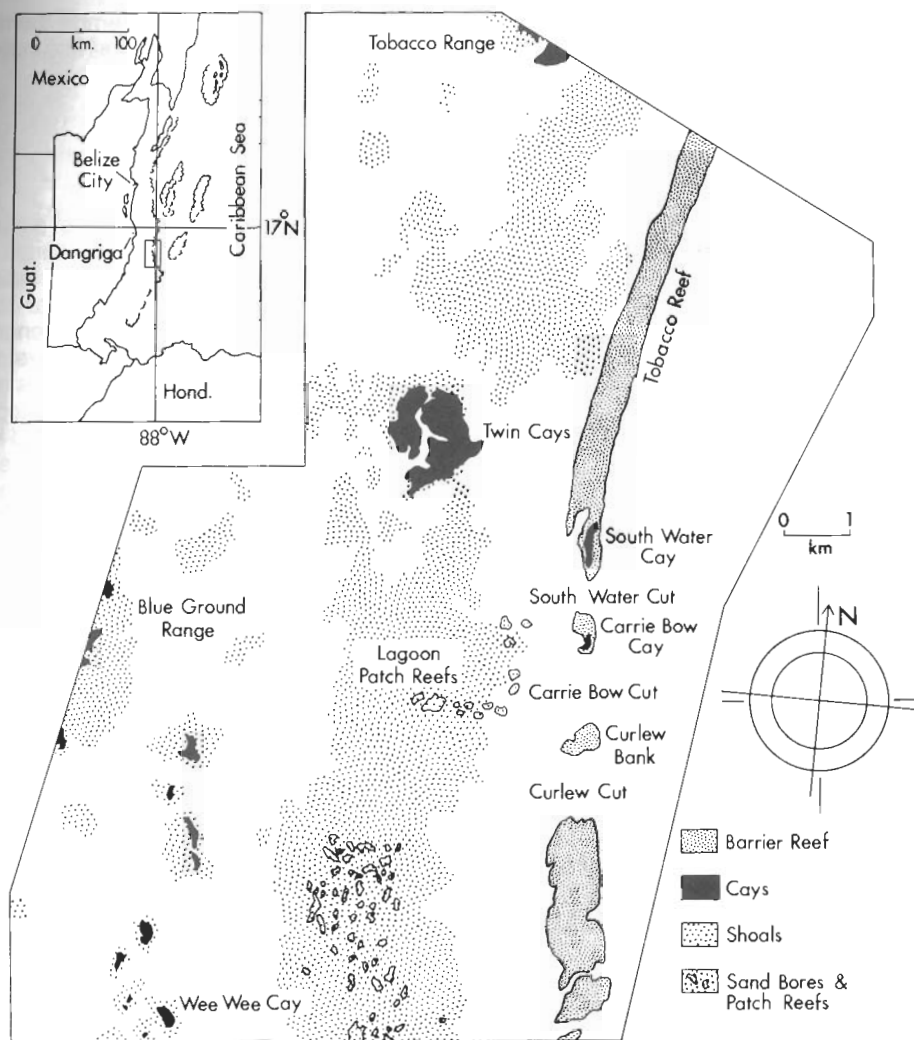 0 km. 100
Mexico
Belize
City
Dangriga
Guat.
Hond.
Caribbean Sea
17°N
88°W
Tobacco Range
Tobacco Reef
Twin Cays
South Water
Cay
South Water Cut
Carrie Bow
Cay
Carrie Bow Cut
Curlew
Bank
Curlew Cut
Blue Ground
Range
Lagoon
Patch Reefs
Wee Wee Cay
0 1
km
N
Barrier Reef
Cays
Shoals
Sand Bores &
Patch Reefs